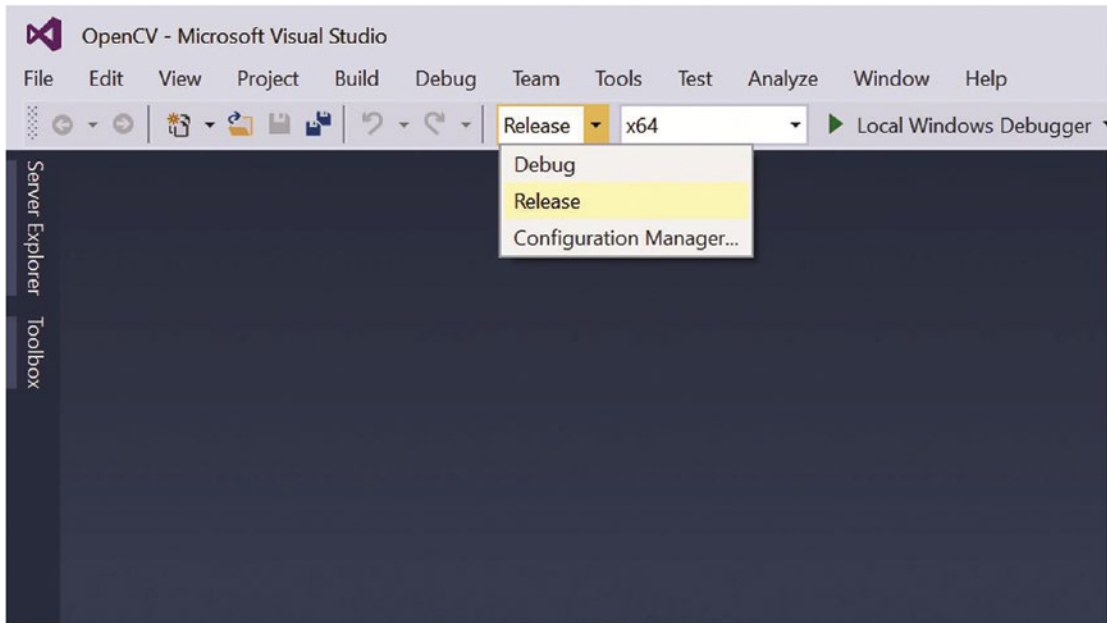 OpenCV - Microsoft Visual Studio
File Edit View Project Build Debug Team Tools Test Analyze Window Help
Release x64 Local Windows Debugger
Debug
Release
Configuration Manager...
Server Explorer
Toolbox